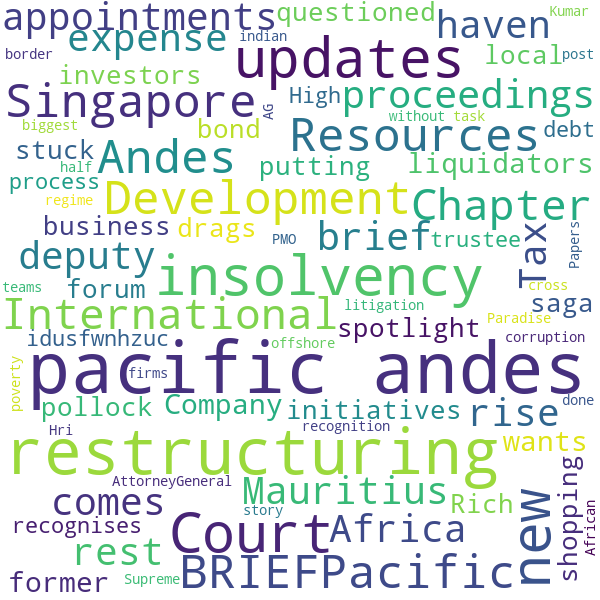 appointments
questioned
haven
Kumar
expense
indian
updates
local
border
post
investors
Singapore
High
AG
proceedings
biggest
bond
without
task
Resources
debt
stuck
half
Andes
putting
liquidators
process
regime
Development
Chapter
business
drags
PMO
brief
trustee
Tax
Papers
deputy
insolvency
teams
forum
cross
International
litigation
saga
idusfwnhzuc
offshore
spotlight
Paradise
corruption
poverty
pacific andes
firms
done
pollock
Company
initiatives
rise
Hri
recognition
restructuring
wants
AttorneyGeneral
Mauritius
Rich
new
shopping
African
comes
story
recognises
Court
Africa
rest
former
Supreme
BRIEFPacific